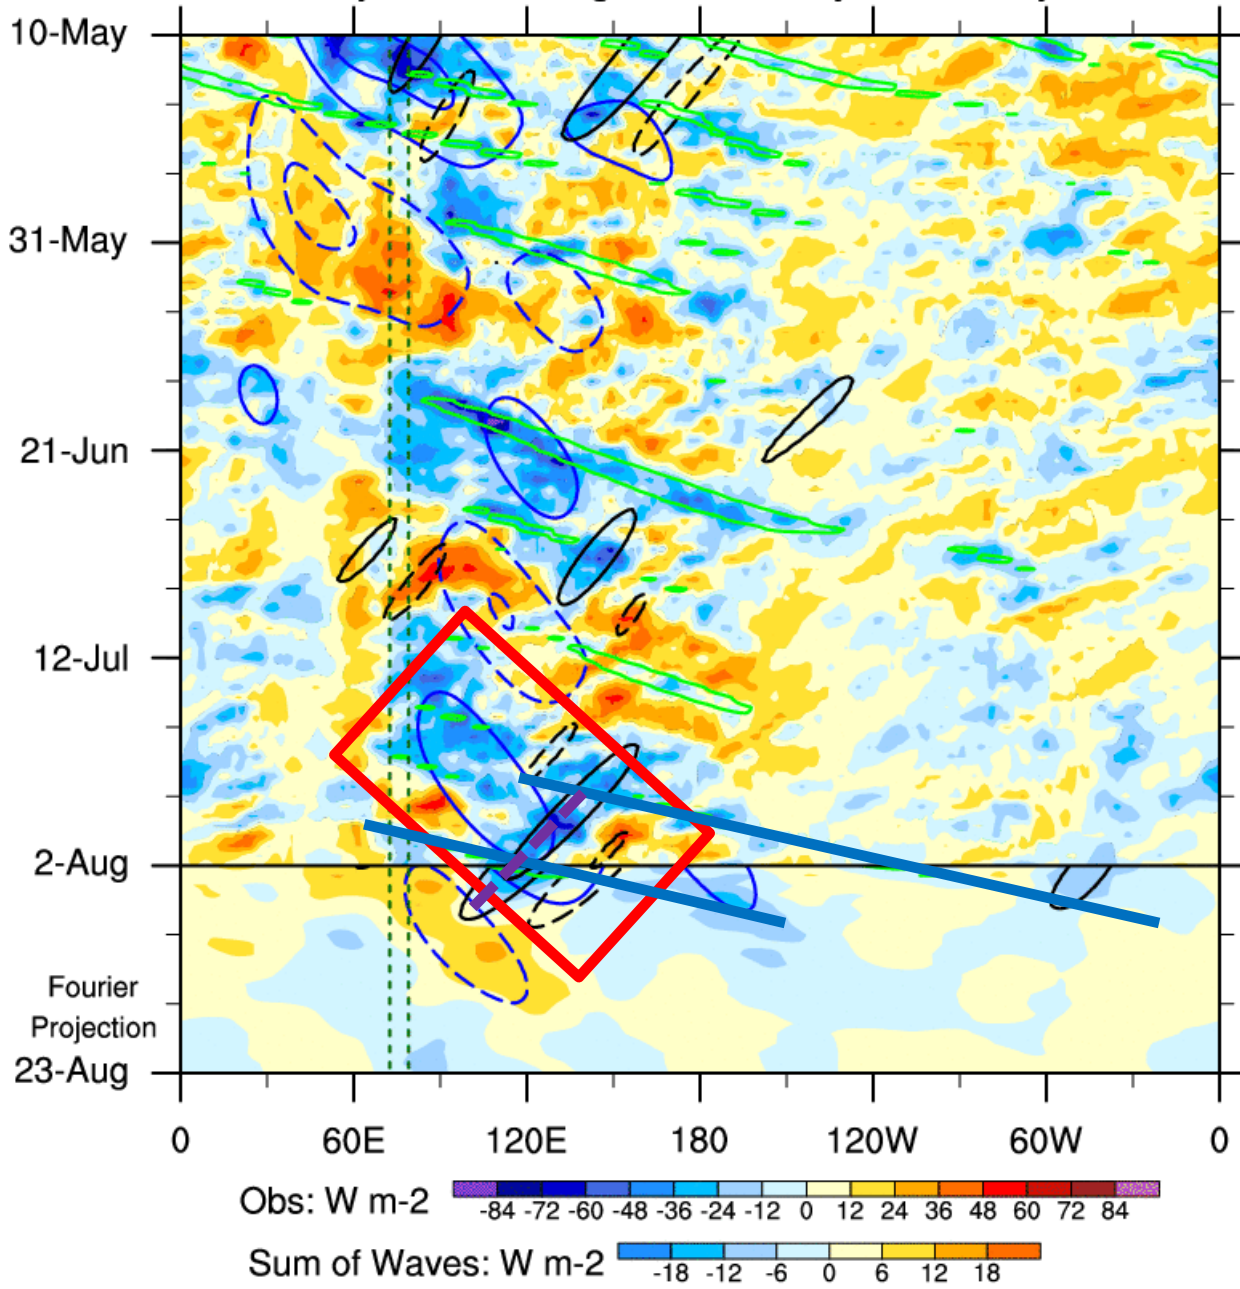 10-May
31-May
21-Jun
12-Jul
2-Aug
Fourier
Projection
23-Aug
0 60E 120E 180 120W 60W 0
Obs: W m-2
-84 -72 -60 -48 -36 -24 -12 0 12 24 36 48 60 72 84
Sum of Waves: W m-2
-18 -12 -6 0 6 12 18